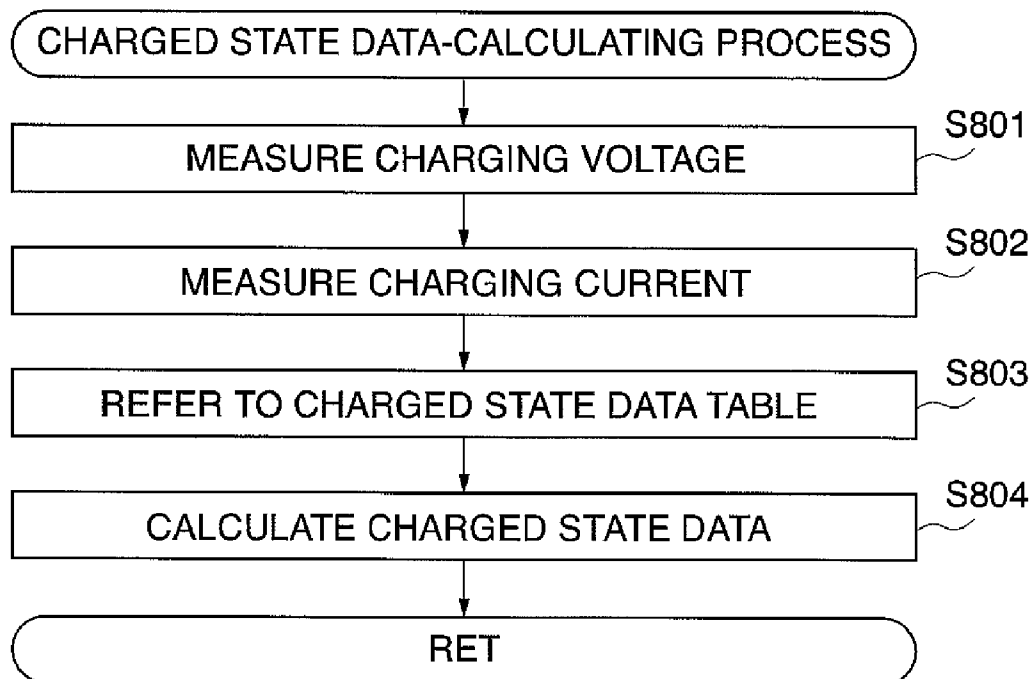 CHARGED STATE DATA-CALCULATING PROCESS
S801
MEASURE CHARGING VOLTAGE
S802
MEASURE CHARGING CURRENT
S803
REFER TO CHARGED STATE DATA TABLE
S804
CALCULATE CHARGED STATE DATA
RET